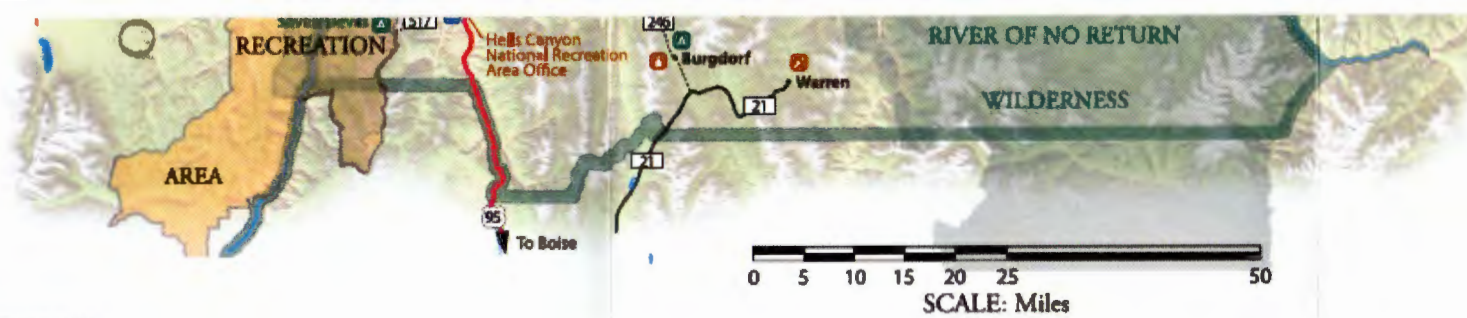 517
RECREATION
AREA
Hells Canyon
National Recreation
Area Office
95
To Boise
246
Burgdorf
Warren
21
21
RIVER OF NO RETURN
WILDERNESS
0 5 10 15 20 25 50
SCALE: Miles